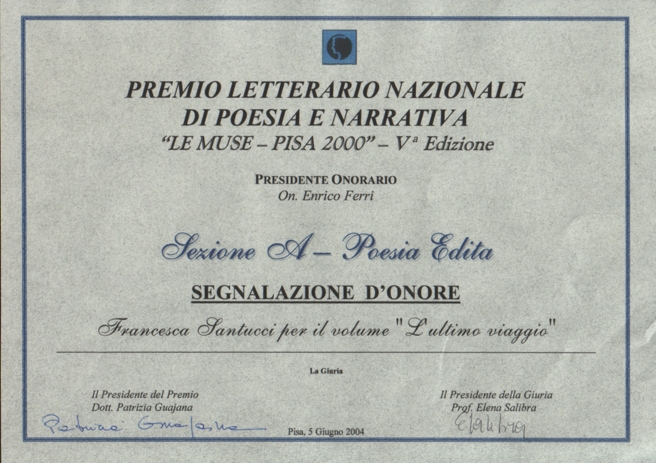 PREMIO LETTERARIO NAZIONALE
DI POESIA E NARRATIVA
“LE MUSE – PISA 2000” – Vª Edizione
PRESIDENTE ONORARIO
On. Enrico Ferri
Sezione A – Poesia Edita
SEGNALAZIONE D’ONORE
Francesca Santucci per il volume "L'ultimo viaggio"
La Giuria
Il Presidente del Premio
Dott. Patrizia Guajana
Il Presidente della Giuria
Prof. Elena Salibra
Pisa, 5 Giugno 2004